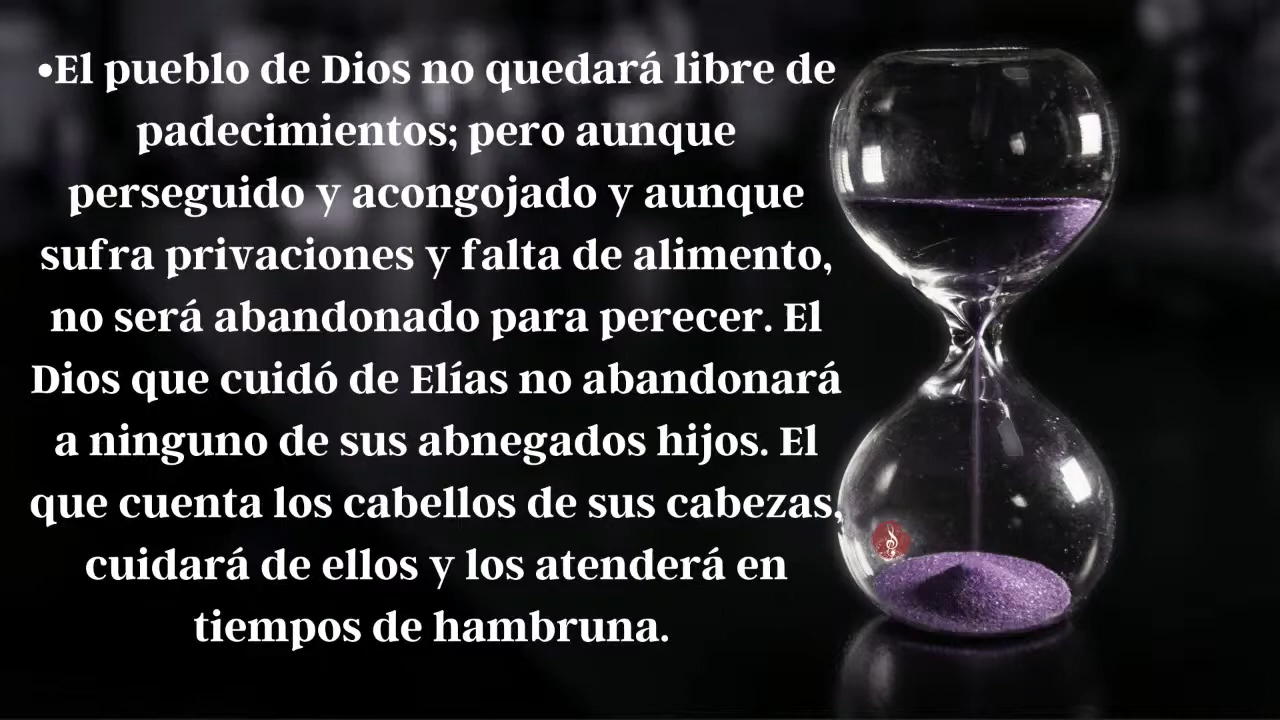 •El pueblo de Dios no quedará libre de
padecimientos; pero aunque
perseguido y acongojado y aunque
sufra privaciones y falta de alimento,
no será abandonado para perecer. El
Dios que cuidó de Elías no abandonará
a ninguno de sus abnegados hijos. El
que cuenta los cabellos de sus cabezas,
cuidará de ellos y los atenderá en
tiempos de hambruna.